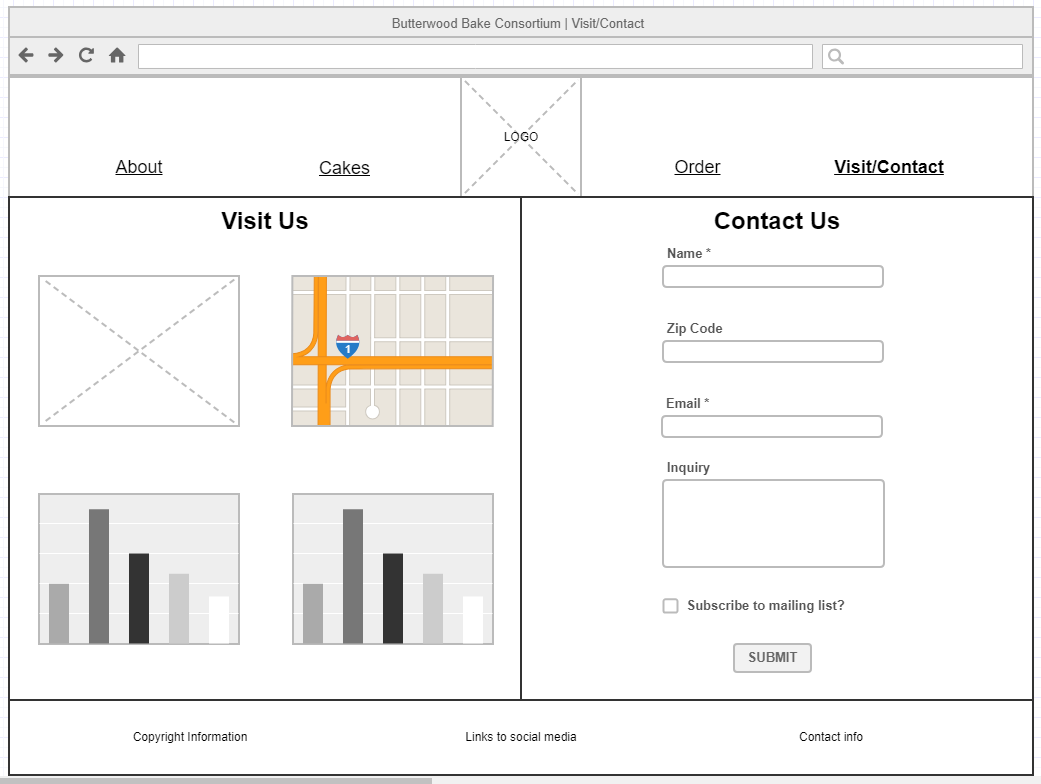 Butterwood Bake Consortium | Visit/Contact
LOGO
About
Cakes
Order
Visit/Contact
Visit Us
Contact Us
Name *
1
Zip Code
Email *
Inquiry
Subscribe to mailing list?
SUBMIT
Copyright Information
Links to social media
Contact info